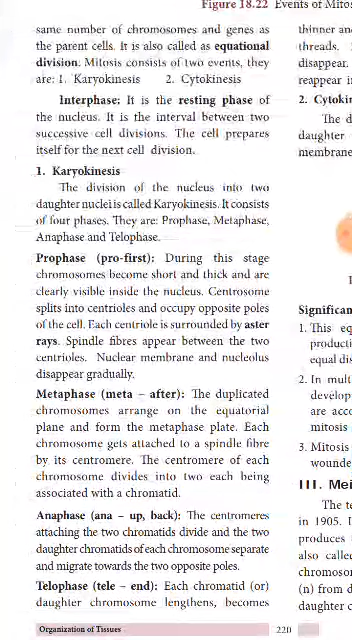 Figure 18.22 Events of Mitos
same number of chromosomes and genes as
the parent cells. It is also called as equational
division. Mitosis consists of two events, they
are: 1. Karyokinesis 2. Cytokinesis
Interphase: It is the resting phase of
the nucleus. It is the interval between two
successive cell divisions. The cell prepares
itself for the next cell division.
1. Karyokinesis
The division of the nucleus into two
daughter nuclei is called Karyokinesis. It consists
of four phases. They are: Prophase, Metaphase,
Anaphase and Telophase.
Prophase (pro-first): During this stage
chromosomes become short and thick and are
clearly visible inside the nucleus. Centrosome
splits into centrioles and occupy opposite poles
of the cell. Each centriole is surrounded by aster
rays. Spindle fibres appear between the two
centrioles. Nuclear membrane and nucleolus
disappear gradually.
Metaphase (meta – after): The duplicated
chromosomes arrange on the equatorial
plane and form the metaphase plate. Each
chromosome gets attached to a spindle fibre
by its centromere. The centromere of each
chromosome divides into two each being
associated with a chromatid.
Anaphase (ana – up, back): The centromeres
attaching the two chromatids divide and the two
daughter chromatids of each chromosome separate
and migrate towards the two opposite poles.
Telophase (tele – end): Each chromatid (or)
daughter chromosome lengthens, becomes
thinner an
threads.
disappear.
reappear i
2. Cytokin
The d
daughter
membrane
Significan
1. This eq
producti
equal dis
2. In mult
develop
are acco
mitosis
3. Mitosis
wounde
III. Mei
The te
in 1905. I
produces
also calle
chromosor
(n) from d
daughter c
Organization of Tissues 220